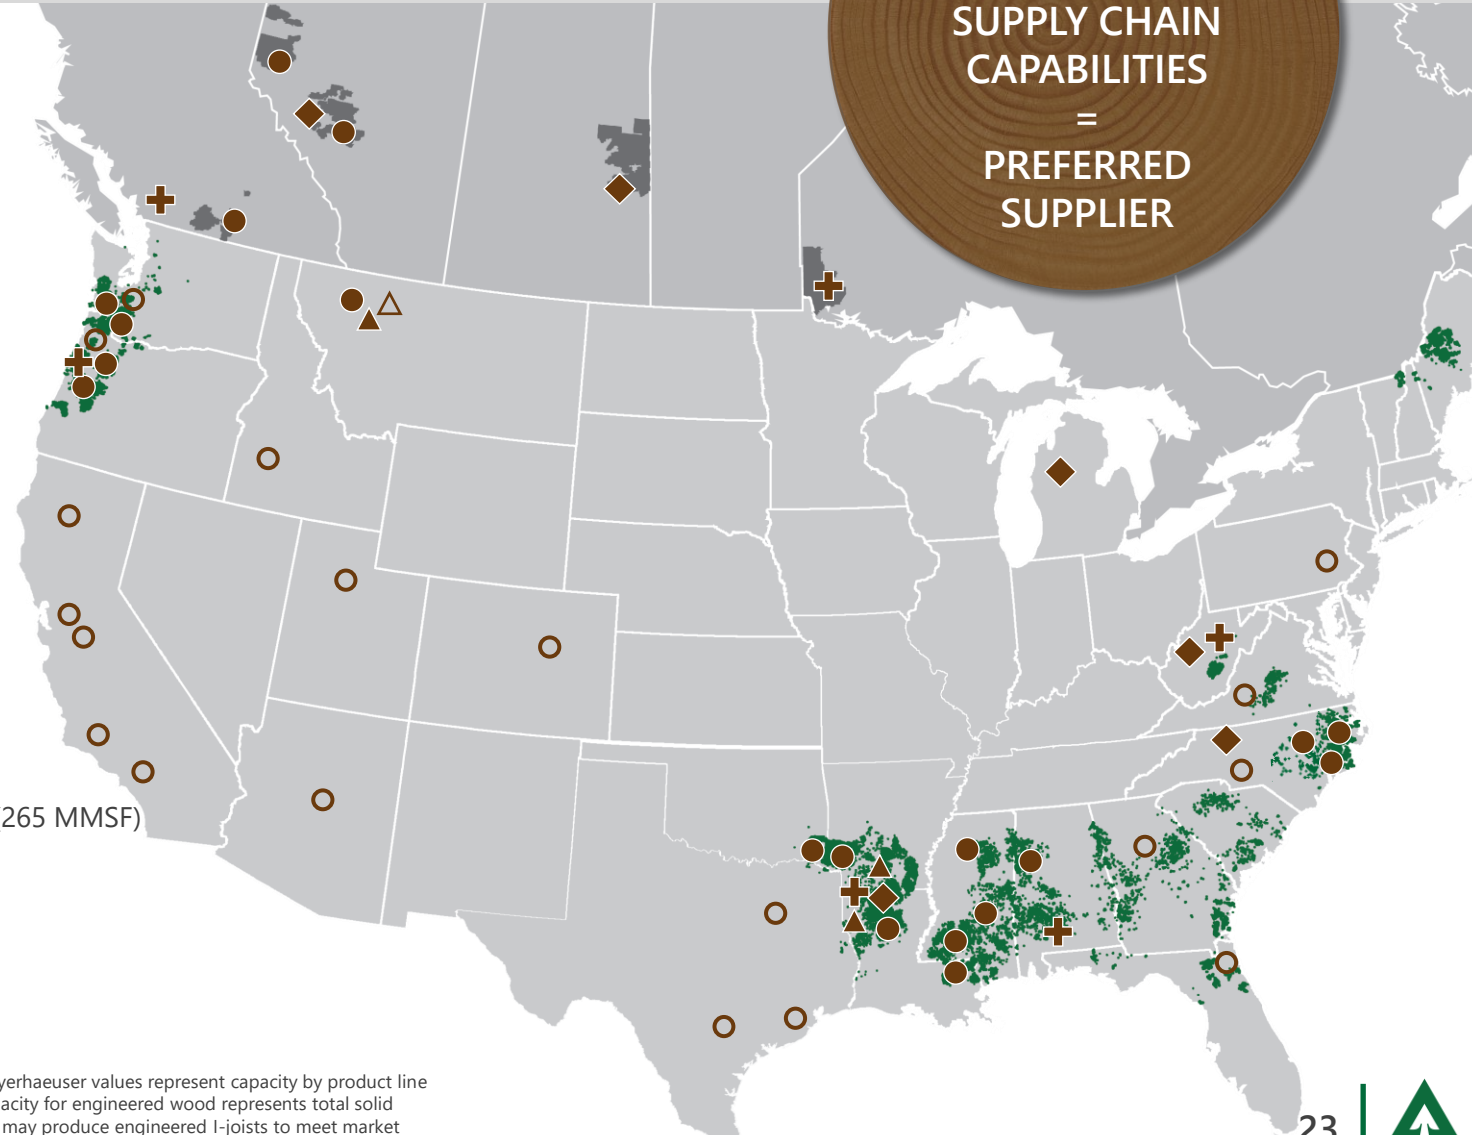 SUPPLY CHAIN
CAPABILITIES
=
PREFERRED
SUPPLIER
(265 MMSF)
yerhaeuser values represent capacity by product line
acity for engineered wood represents total solid
may produce engineered I-joists to meet market
23